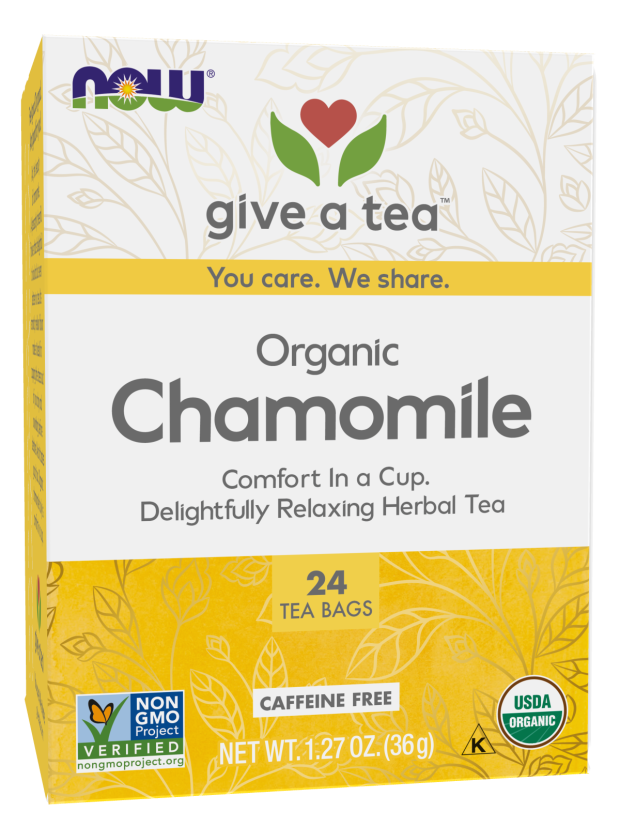 NOW®
give a tea™
You care. We share.
Organic
Chamomile
Comfort In a Cup.
Delightfully Relaxing Herbal Tea
24
TEA BAGS
CAFFEINE FREE
NON
GMO
Project
VERIFIED
nongmoproject.org
NET WT. 1.27 OZ. (36 g)
K
USDA
ORGANIC